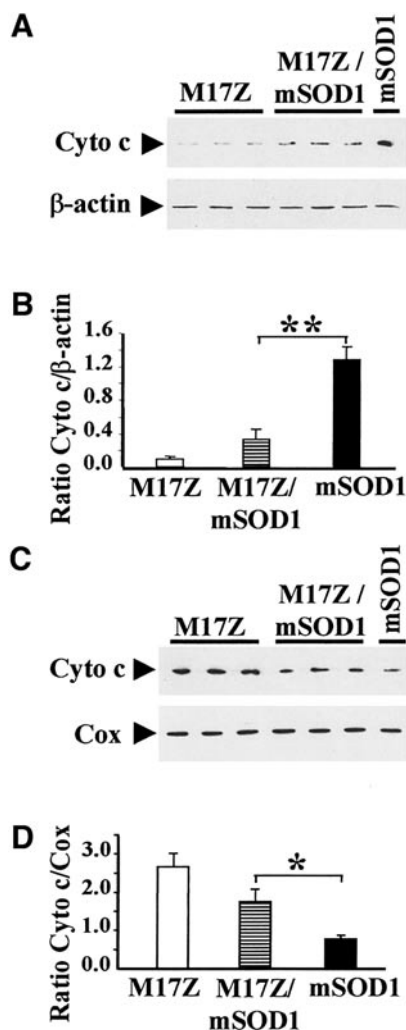 A
M17Z
M17Z /
mSOD1
mSOD1
Cyto c
β-actin
B
Ratio Cyto c/β-actin
1.6
1.2
0.8
0.4
0.0
**
M17Z
M17Z/
mSOD1
mSOD1
C
M17Z
M17Z /
mSOD1
mSOD1
Cyto c
Cox
D
Ratio Cyto c/Cox
3.0
2.0
1.0
0.0
*
M17Z
M17Z/
mSOD1
mSOD1